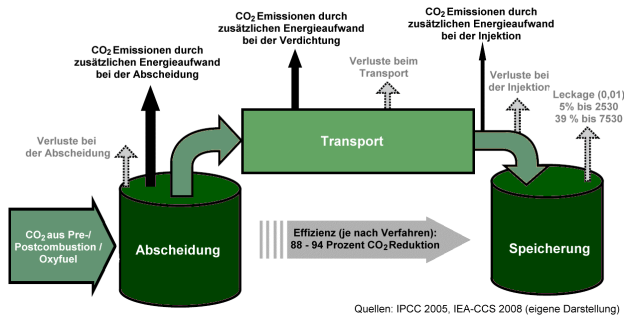 CO2 Emissionen durch
zusätzlichen Energieaufwand
bei der Abscheidung
CO2 Emissionen durch
zusätzlichen Energieaufwand
bei der Verdichtung
CO2 Emissionen durch
zusätzlichen Energieaufwand
bei der Injektion
Verluste beim
Transport
Verluste bei
der Injektion
Leckage (0,01)
5% bis 2530
39 % bis 7530
Verluste bei
der Abscheidung
Transport
CO2 aus Pre-/
Postcombustion /
Oxyfuel
Abscheidung
Effizienz (je nach Verfahren):
88 - 94 Prozent CO2 Reduktion
Speicherung
Quellen: IPCC 2005, IEA-CCS 2008 (eigene Darstellung)